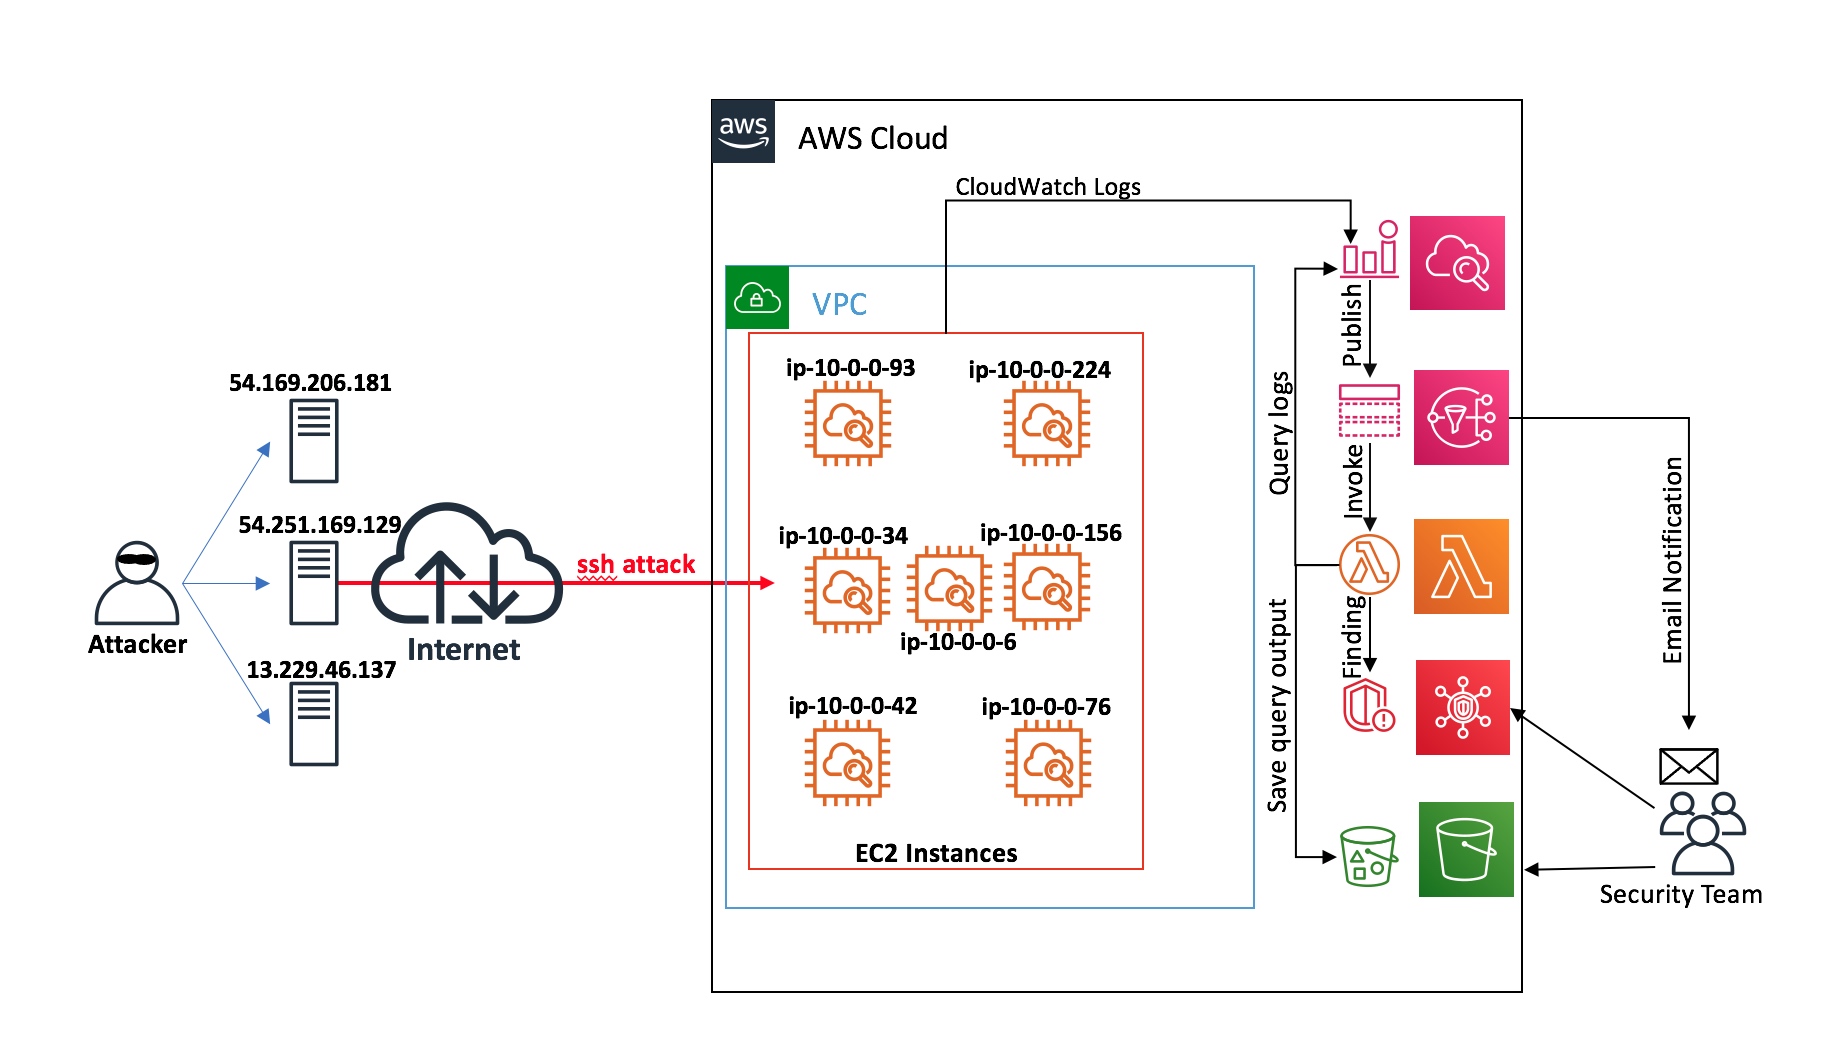 aws
AWS Cloud
CloudWatch Logs
VPC
Publish
ip-10-0-0-93
ip-10-0-0-224
54.169.206.181
Query logs
Invoke
Email Notification
54.251.169.129
ip-10-0-0-34
ip-10-0-0-156
ssh attack
Attacker
Internet
ip-10-0-0-6
Finding
Save query output
13.229.46.137
ip-10-0-0-42
ip-10-0-0-76
EC2 Instances
Security Team